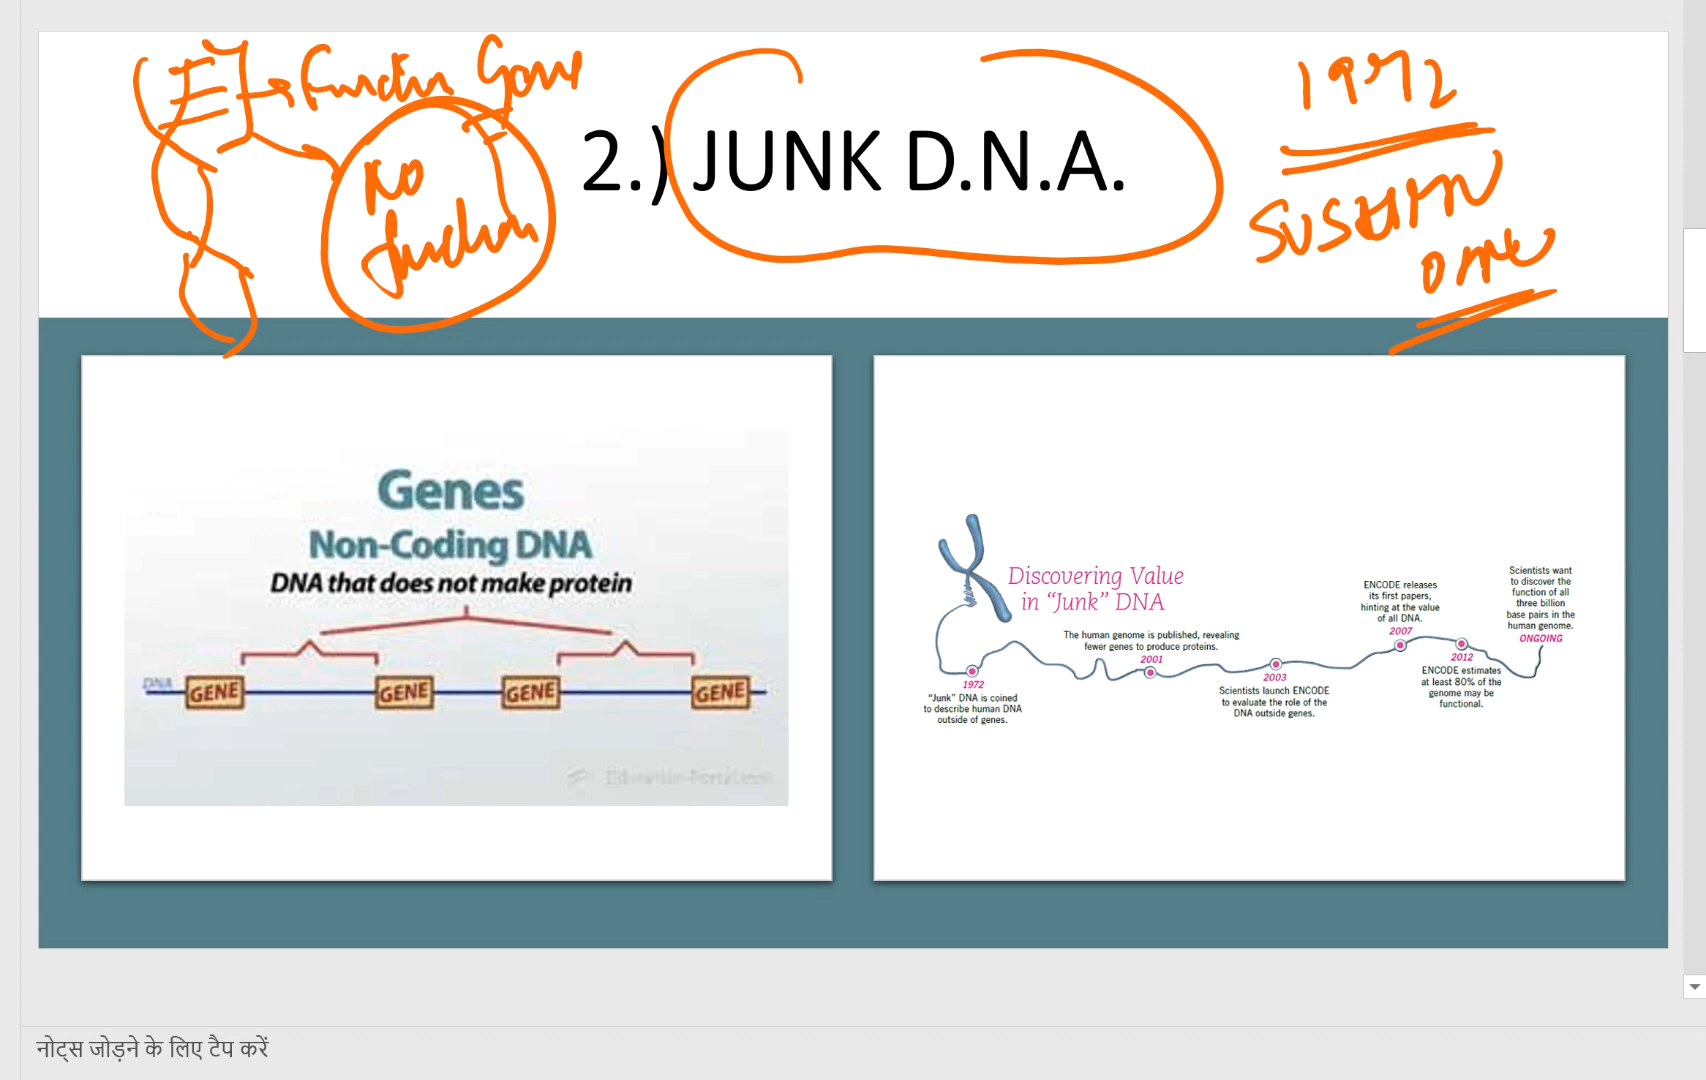 Function Gene
No
function
2.) JUNK D.N.A.
1972
SUSUMU
OHNO
Genes
Non-Coding DNA
DNA that does not make protein
DNA
GENE
GENE
GENE
GENE
Discovering Value
in “Junk” DNA
1972
“Junk” DNA is coined
to describe human DNA
outside of genes.
The human genome is published, revealing
fewer genes to produce proteins.
2001
2003
Scientists launch ENCODE
to evaluate the role of the
DNA outside genes.
ENCODE releases
its first papers,
hinting at the value
of all DNA.
2007
2012
ENCODE estimates
at least 80% of the
genome may be
functional.
Scientists want
to discover the
function of all
three billion
base pairs in the
human genome.
ONGOING
नोट्स जोड़ने के लिए टैप करें